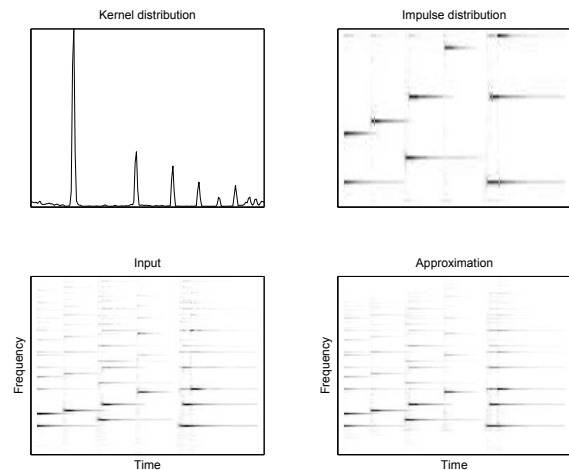 Kernel distribution
Impulse distribution
Input
Approximation
Frequency
Frequency
Time
Time